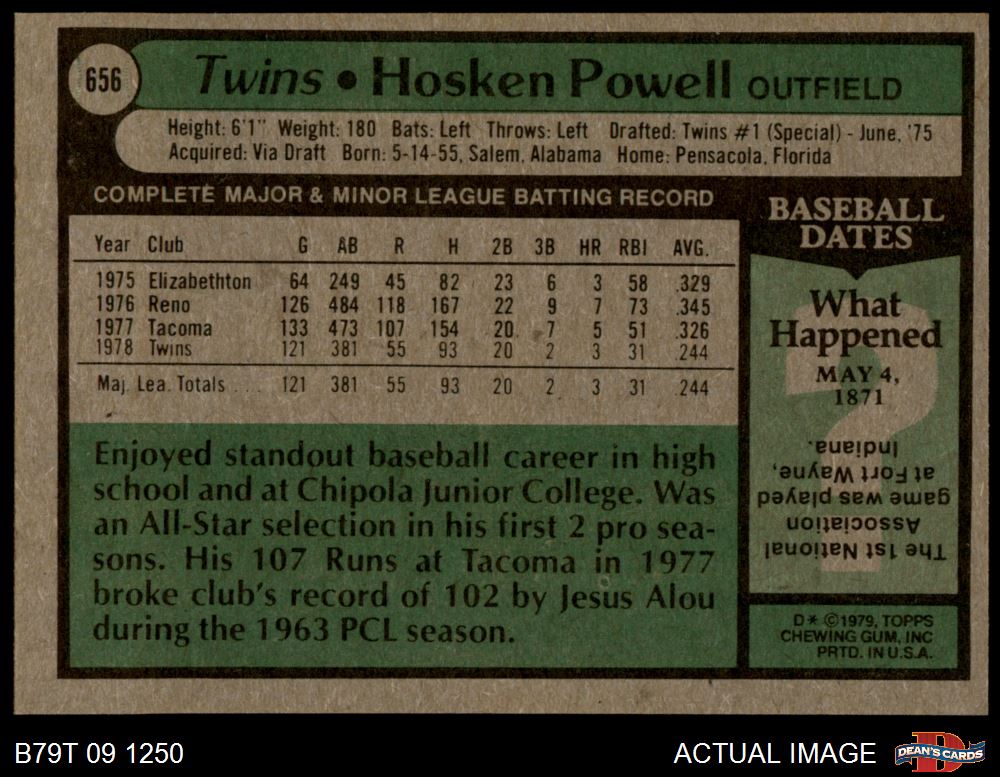 656
Twins • Hosken Powell OUTFIELD
Height: 6'1" Weight: 180 Bats: Left Throws: Left Drafted: Twins #1 (Special) - June, '75
Acquired: Via Draft Born: 5-14-55, Salem, Alabama Home: Pensacola, Florida
COMPLETE MAJOR & MINOR LEAGUE BATTING RECORD
Year Club G AB R H 2B 3B HR RBI AVG.
1975 Elizabethton 64 249 45 82 23 6 3 58 .329
1976 Reno 126 484 118 167 22 9 7 73 .345
1977 Tacoma 133 473 107 154 20 7 5 51 .326
1978 Twins 121 381 55 93 20 2 3 31 .244
Maj. Lea. Totals . . . 121 381 55 93 20 2 3 31 .244
Enjoyed standout baseball career in high
school and at Chipola Junior College. Was
an All-Star selection in his first 2 pro sea-
sons. His 107 Runs at Tacoma in 1977
broke club's record of 102 by Jesus Alou
during the 1963 PCL season.
BASEBALL
DATES
What
Happened
MAY 4,
1871
?
The 1st National
Association
game was played
at Fort Wayne,
Indiana.
D* ©1979, TOPPS
CHEWING GUM, INC
PRTD. IN U.S.A.
B79T 09 1250
ACTUAL IMAGE
D
DEAN'S CARDS